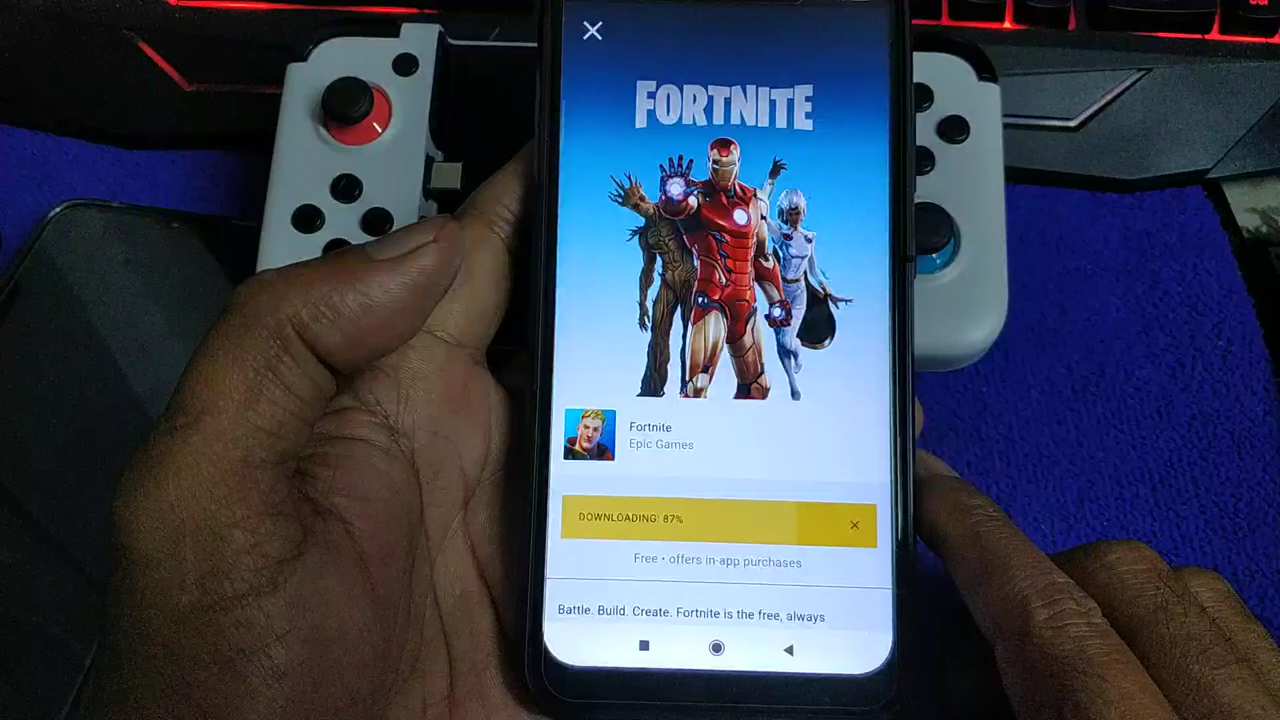 FORTNITE
Fortnite
Epic Games
DOWNLOADING: 87%
Free • offers in-app purchases
Battle. Build. Create. Fortnite is the free, always